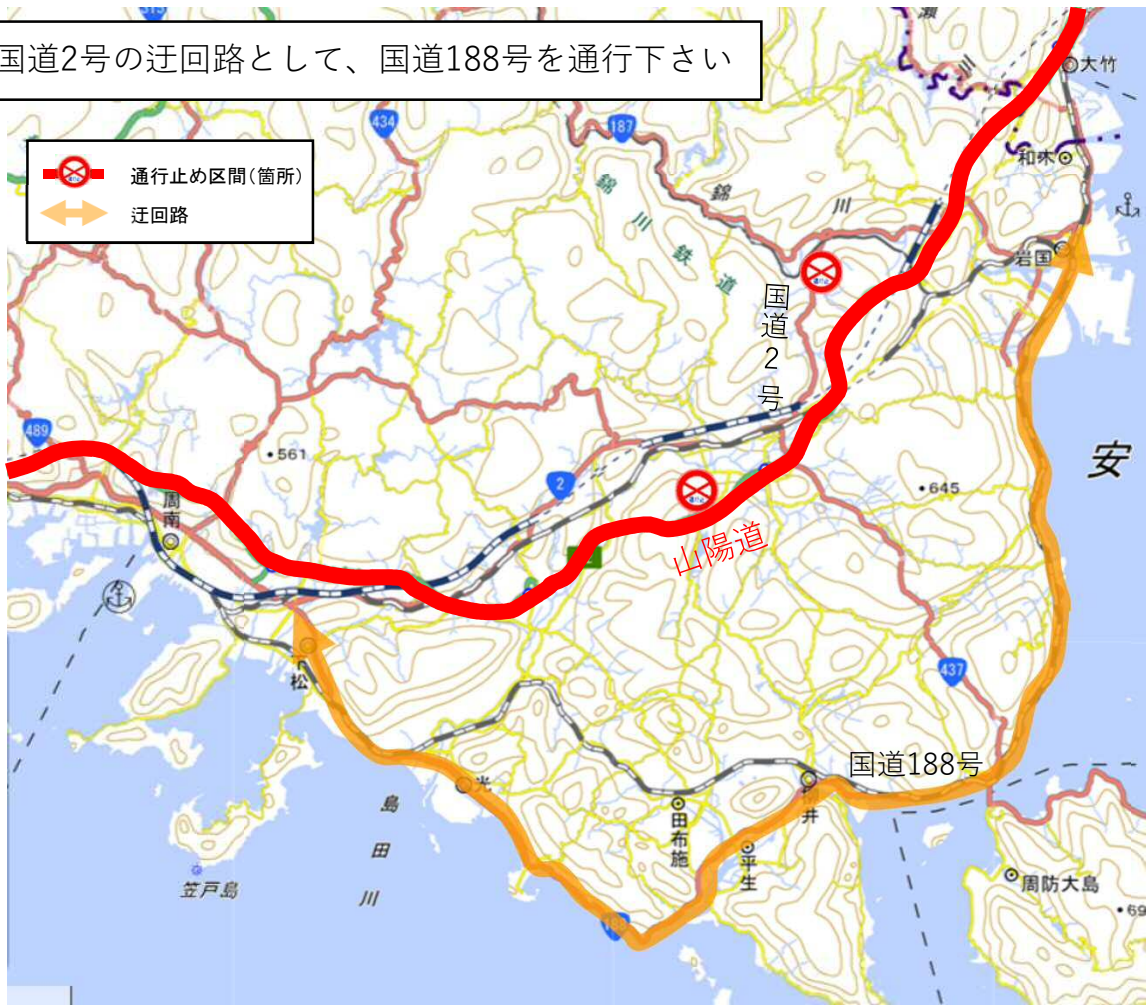 国道2号の迂回路として、国道188号を通行下さい
通行止め区間(箇所)
迂回路
434
187
瀬
川
大竹
和木
錦川
錦川鉄道
岩国
国道2号
489
561
2
周南
645
安
山陽道
437
松
国道188号
光
島田川
田布施
平生
井
笠戸島
周防大島
69